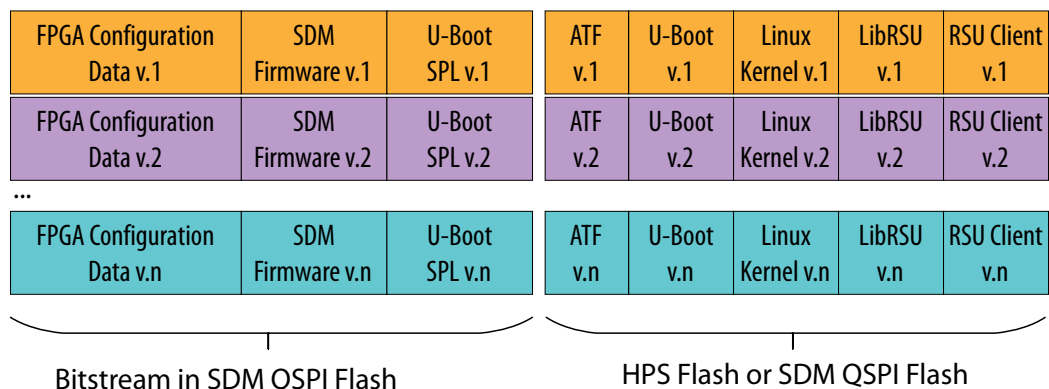 FPGA Configuration SDM U-Boot ATF U-Boot Linux LibRSU RSU Client
Data v.1 Firmware v.1 SPL v.1 v.1 v.1 Kernel v.1 v.1 v.1
FPGA Configuration SDM U-Boot ATF U-Boot Linux LibRSU RSU Client
Data v.2 Firmware v.2 SPL v.2 v.2 v.2 Kernel v.2 v.2 v.2
...
FPGA Configuration SDM U-Boot ATF U-Boot Linux LibRSU RSU Client
Data v.n Firmware v.n SPL v.n v.n v.n Kernel v.n v.n v.n
Bitstream in SDM QSPI Flash HPS Flash or SDM QSPI Flash